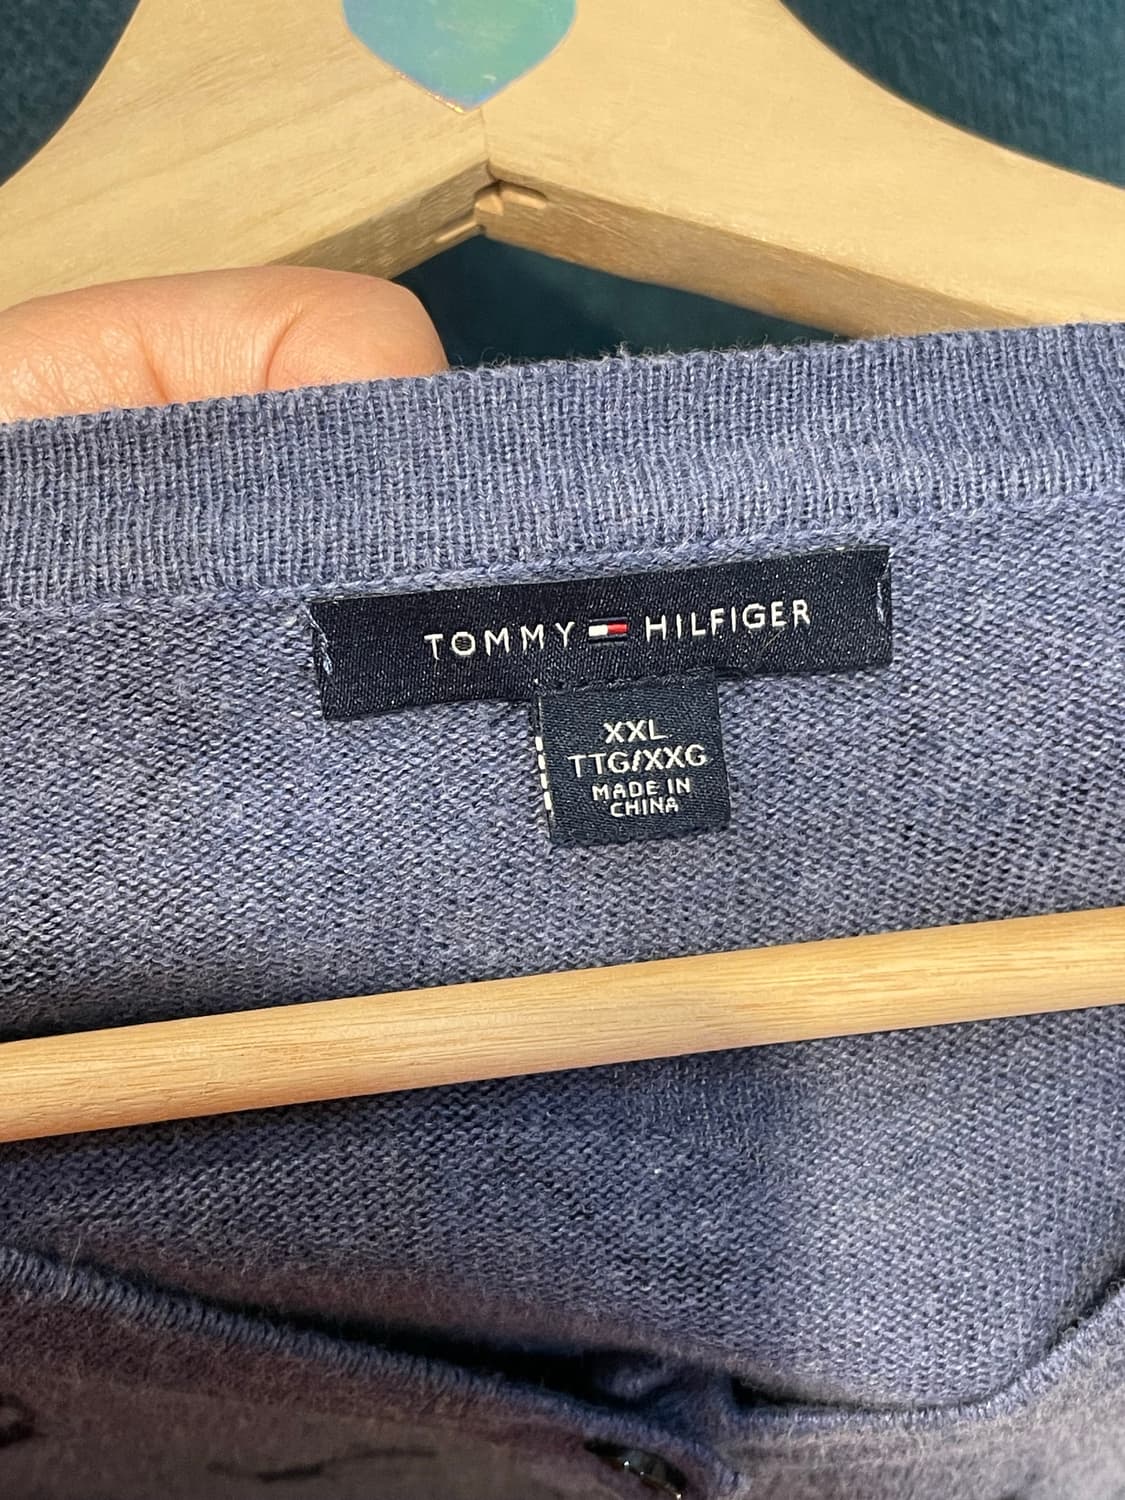 TOMMY HILFIGER
XXL
TTG/XXG
MADE IN
CHINA